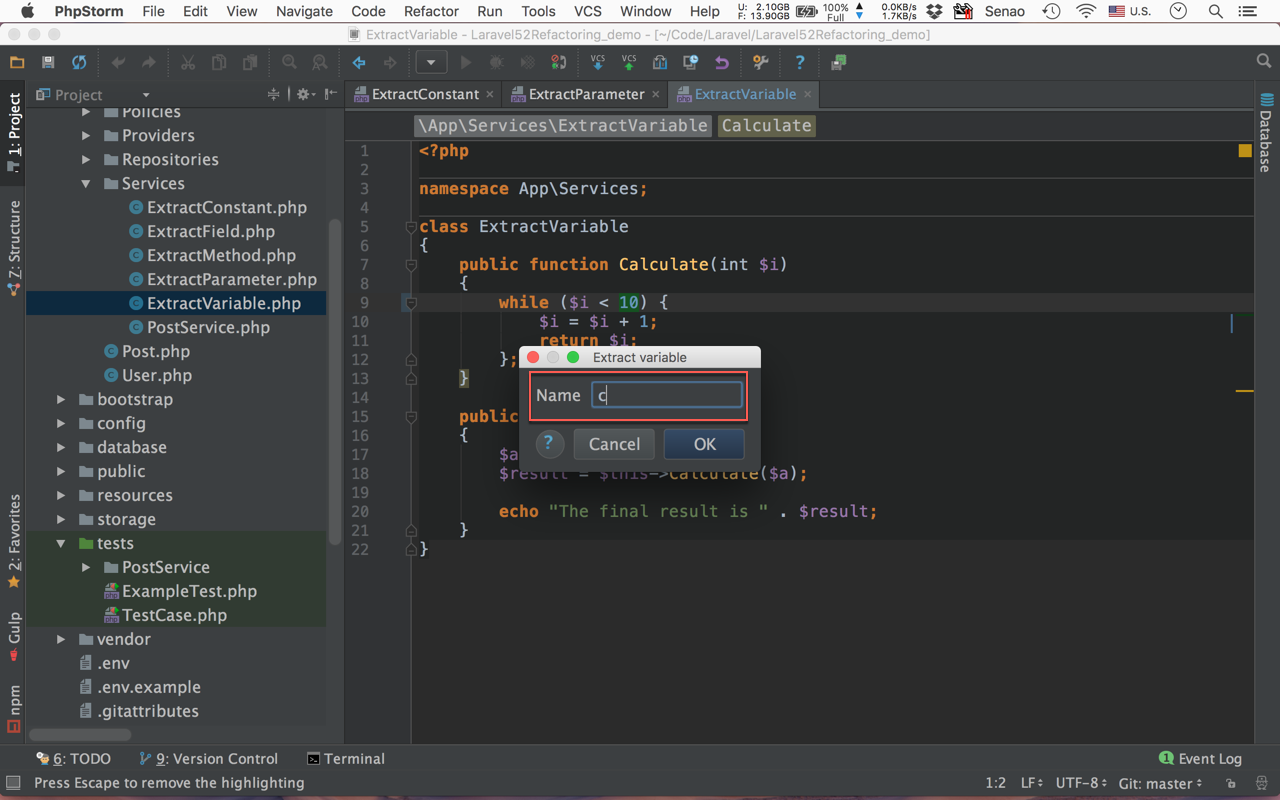 PhpStorm File Edit View Navigate Code Refactor Run Tools VCS Window Help U: 2.10GB F: 13.90GB 100% Full 0.0KB/s 1.7KB/s Senao U.S.
ExtractVariable - Laravel52Refactoring_demo - [~/Code/Laravel/Laravel52Refactoring_demo]
VCS VCS ?
Project
ExtractConstant × ExtractParameter × ExtractVariable ×
\App\Services\ExtractVariable Calculate
1: Project
Z: Structure
2: Favorites
Gulp
npm
Database
Policies
Providers
Repositories
Services
ExtractConstant.php
ExtractField.php
ExtractMethod.php
ExtractParameter.php
ExtractVariable.php
PostService.php
Post.php
User.php
bootstrap
config
database
public
resources
storage
tests
PostService
ExampleTest.php
TestCase.php
vendor
.env
.env.example
.gitattributes
1 <?php
2
3 namespace App\Services;
4
5 class ExtractVariable
6 {
7 public function Calculate(int $i)
8 {
9 while ($i < 10) {
10 $i = $i + 1;
11 return $i;
12 };
13 }
14
15 public
16 {
17 $a
18 $result = $this->Calculate($a);
19
20 echo "The final result is " . $result;
21 }
22 }
Extract variable
Name c
? Cancel OK
6: TODO 9: Version Control Terminal 1 Event Log
Press Escape to remove the highlighting 1:2 LF UTF-8 Git: master